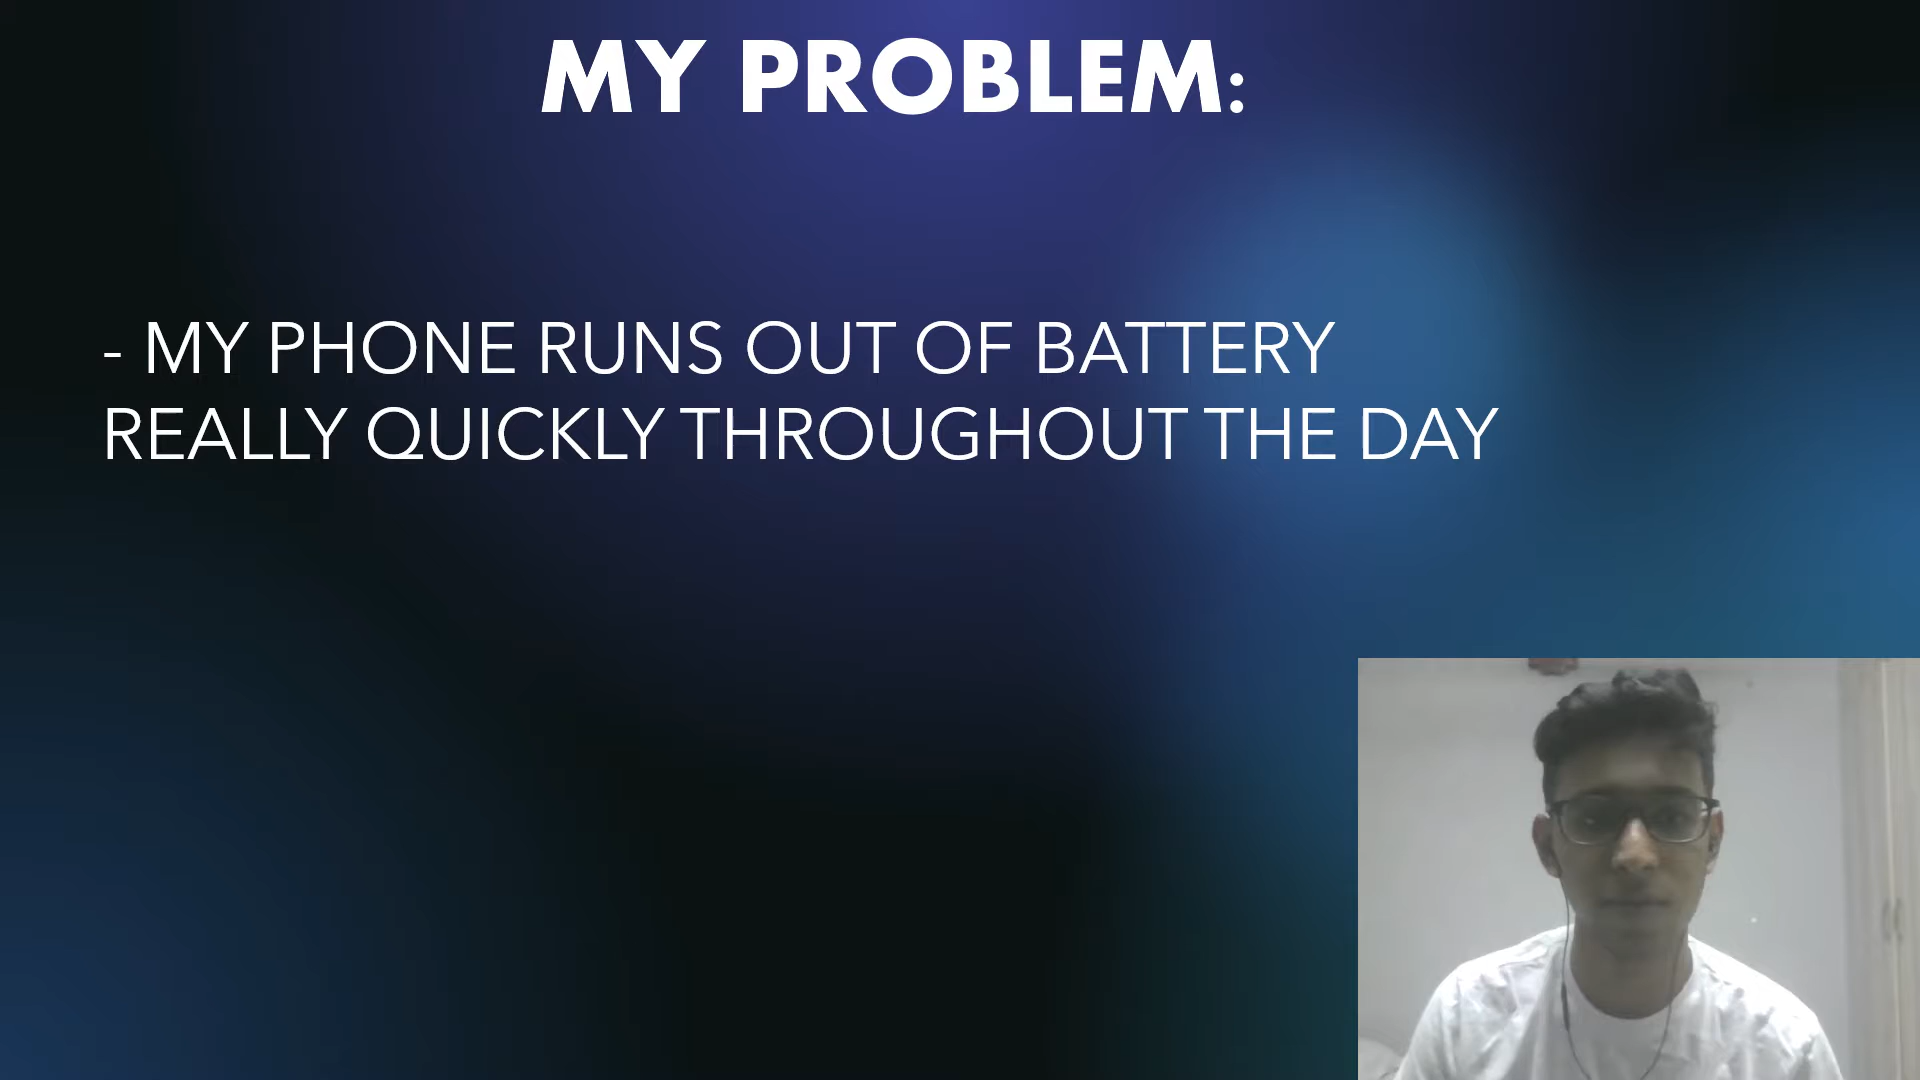 MY PROBLEM:
- MY PHONE RUNS OUT OF BATTERY
REALLY QUICKLY THROUGHOUT THE DAY